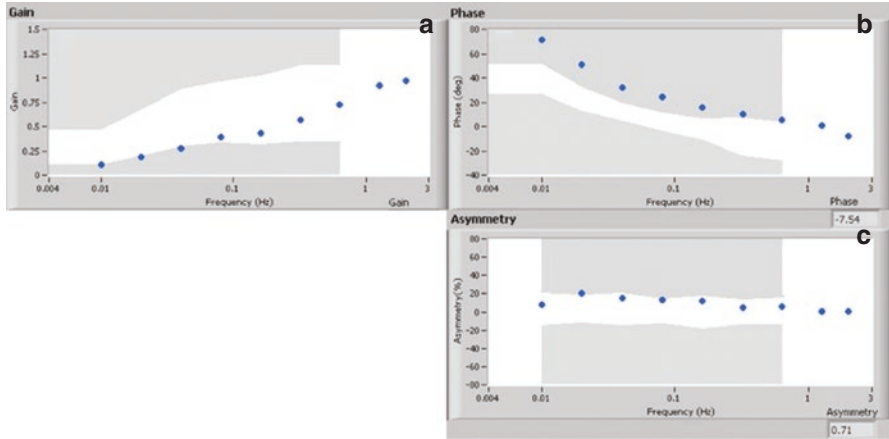 Gain
a
1.5
1.25
1
0.75
0.5
0.25
0
Gain
0.004
0.01
0.1
1
3
Frequency (Hz)
Gain
Phase
b
80
60
40
20
0
-20
-40
Phase (deg)
0.004
0.01
0.1
1
3
Frequency (Hz)
Phase
-7.54
Asymmetry
c
80
60
40
20
0
-20
-40
-60
-80
Asymmetry(%)
0.004
0.01
0.1
1
3
Frequency (Hz)
Asymmetry
0.71